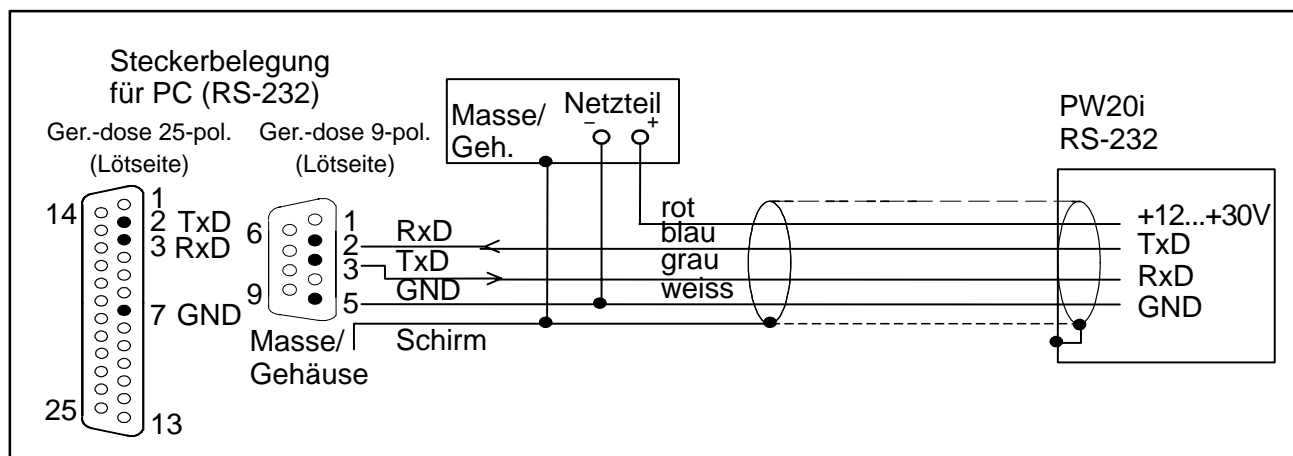 Steckerbelegung
für PC (RS-232)
Ger.-dose 25-pol.
(Lötseite)
14
1
2 TxD
3 RxD
7 GND
25
13
Ger.-dose 9-pol.
(Lötseite)
6
9
1
2
3
5
RxD
TxD
GND
Masse/
Gehäuse
Schirm
Masse/
Geh.
Netzteil
– +
rot
blau
grau
weiss
PW20i
RS-232
+12...+30V
TxD
RxD
GND